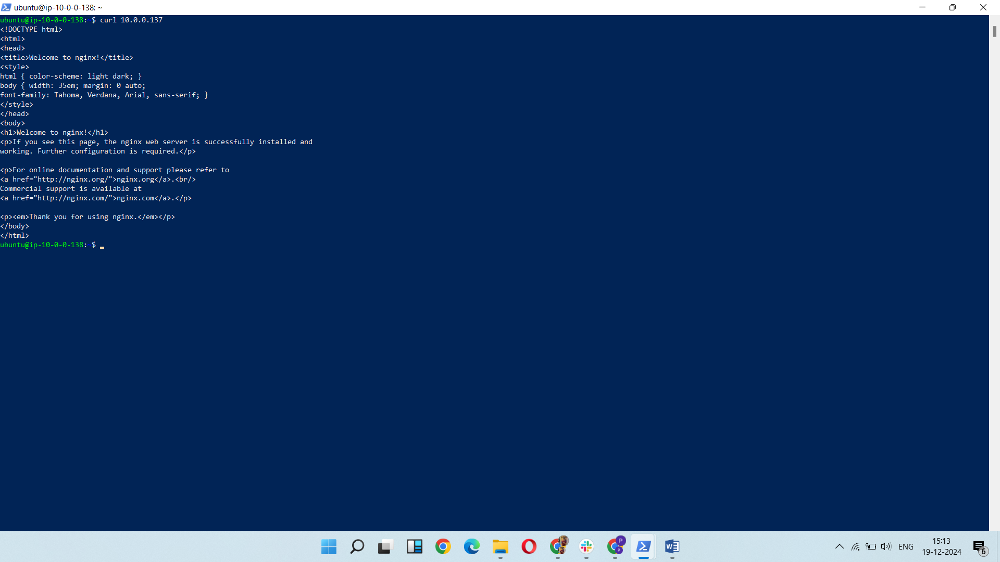 ubuntu@ip-10-0-0-138: ~
ubuntu@ip-10-0-0-138: $ curl 10.0.0.137
<!DOCTYPE html>
<html>
<head>
<title>Welcome to nginx!</title>
<style>
html { color-scheme: light dark; }
body { width: 35em; margin: 0 auto;
font-family: Tahoma, Verdana, Arial, sans-serif; }
</style>
</head>
<body>
<h1>Welcome to nginx!</h1>
<p>If you see this page, the nginx web server is successfully installed and
working. Further configuration is required.</p>

<p>For online documentation and support please refer to
<a href="http://nginx.org/">nginx.org</a>.<br/>
Commercial support is available at
<a href="http://nginx.com/">nginx.com</a>.</p>

<p><em>Thank you for using nginx.</em></p>
</body>
</html>
ubuntu@ip-10-0-0-138: $
P
P
W
ENG
15:13
19-12-2024
6